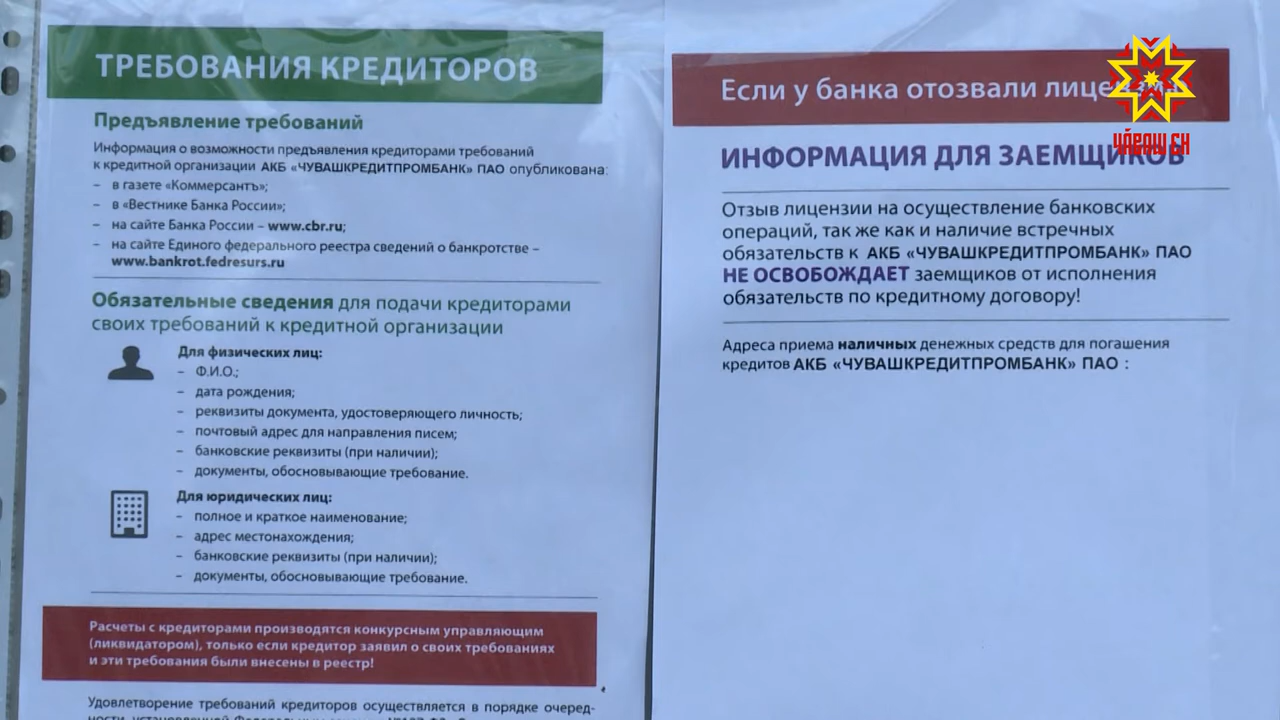 ТРЕБОВАНИЯ КРЕДИТОРОВ
Предъявление требований
Информация о возможности предъявления кредиторами требований
к кредитной организации АКБ «ЧУВАШКРЕДИТПРОМБАНК» ПАО опубликована:
– в газете «Коммерсантъ»;
– в «Вестнике Банка России»;
– на сайте Банка России – www.cbr.ru;
– на сайте Единого федерального реестра сведений о банкротстве –
www.bankrot.fedresurs.ru
Обязательные сведения для подачи кредиторами
своих требований к кредитной организации
Для физических лиц:
– Ф.И.О.;
– дата рождения;
– реквизиты документа, удостоверяющего личность;
– почтовый адрес для направления писем;
– банковские реквизиты (при наличии);
– документы, обосновывающие требование.
Для юридических лиц:
– полное и краткое наименование;
– адрес местонахождения;
– банковские реквизиты (при наличии);
– документы, обосновывающие требование.
Расчеты с кредиторами производятся конкурсным управляющим
(ликвидатором), только если кредитор заявил о своих требованиях
и эти требования были внесены в реестр!
Удовлетворение требований кредиторов осуществляется в порядке очеред-
Если у банка отозвали
ИНФОРМАЦИЯ ДЛЯ ЗАЕМЩИКОВ
Отзыв лицензии на осуществление банковских
операций, так же как и наличие встречных
обязательств к АКБ «ЧУВАШКРЕДИТПРОМБАНК» ПАО
НЕ ОСВОБОЖДАЕТ заемщиков от исполнения
обязательств по кредитному договору!
Адреса приема наличных денежных средств для погашения
кредитов АКБ «ЧУВАШКРЕДИТПРОМБАНК» ПАО :
ЧӐВАШ ЕН